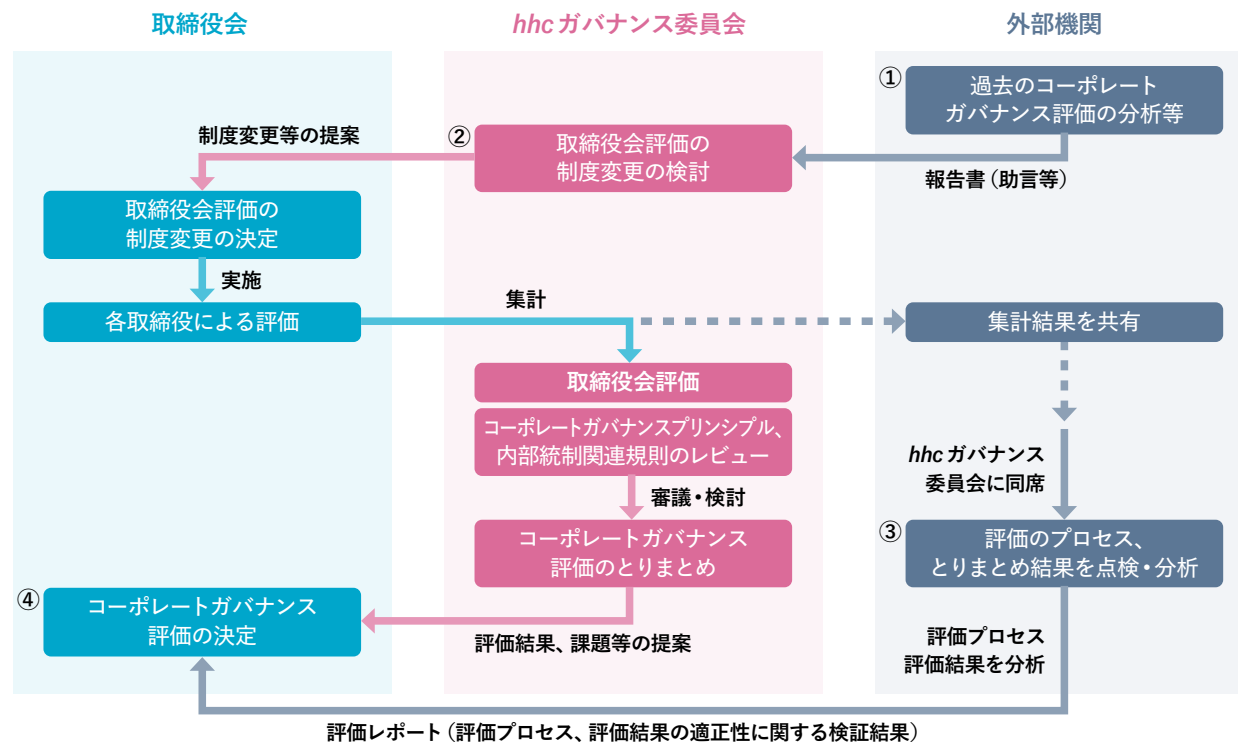 取締役会
hhcガバナンス委員会
外部機関
①
過去のコーポレート
ガバナンス評価の分析等
制度変更等の提案
②
取締役会評価の
制度変更の検討
報告書（助言等）
取締役会評価の
制度変更の決定
実施
各取締役による評価
集計
集計結果を共有
取締役会評価
コーポレートガバナンスプリンシプル、
内部統制関連規則のレビュー
hhcガバナンス
委員会に同席
審議・検討
コーポレートガバナンス
評価のとりまとめ
③
評価のプロセス、
とりまとめ結果を点検・分析
④
コーポレートガバナンス
評価の決定
評価結果、課題等の提案
評価プロセス
評価結果を分析
評価レポート（評価プロセス、評価結果の適正性に関する検証結果）